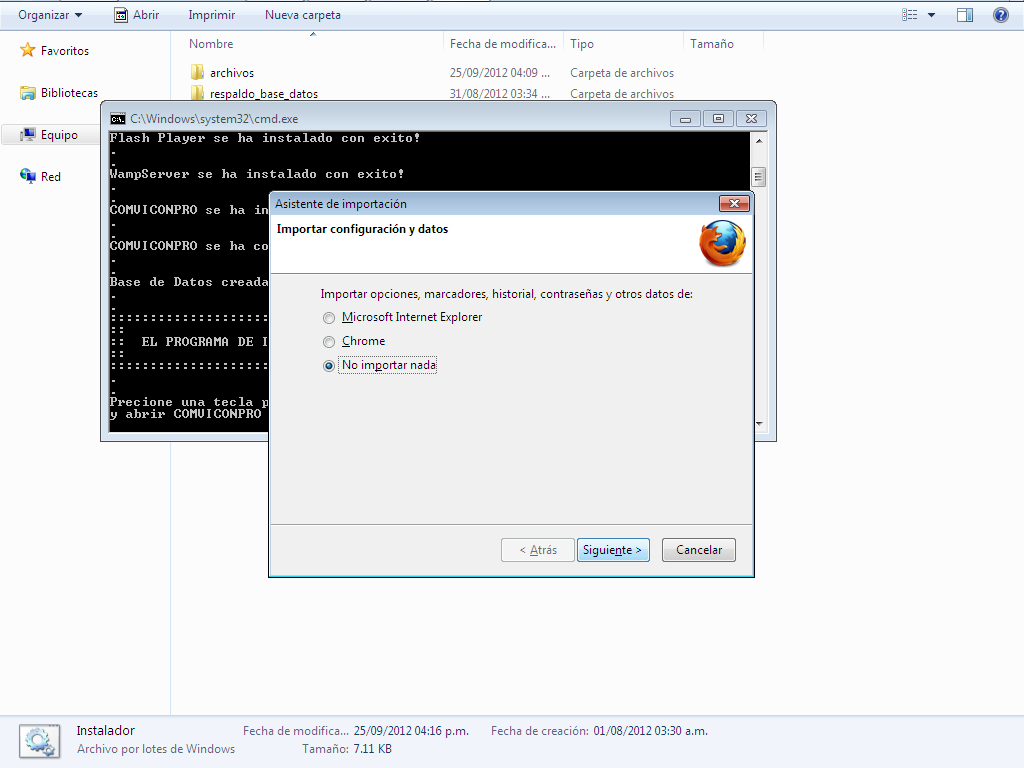 Organizar
Abrir
Imprimir
Nueva carpeta
Favoritos
Bibliotecas
Equipo
Red
Nombre
Fecha de modifica...
Tipo
Tamaño
archivos
25/09/2012 04:09 ...
Carpeta de archivos
respaldo_base_datos
31/08/2012 03:34 ...
Carpeta de archivos
C:\Windows\system32\cmd.exe
Flash Player se ha instalado con exito!
-
-
WampServer se ha instalado con exito!
-
-
COMVICONPRO se ha in
-
-
COMVICONPRO se ha co
-
-
Base de Datos creada
-
-
::::::::::::::::::::
::
:: EL PROGRAMA DE I
::
::::::::::::::::::::
-
-
Precione una tecla p
y abrir COMVICONPRO
Asistente de importación
Importar configuración y datos
Importar opciones, marcadores, historial, contraseñas y otros datos de:
Microsoft Internet Explorer
Chrome
No importar nada
< Atrás
Siguiente >
Cancelar
Instalador
Archivo por lotes de Windows
Fecha de modifica... 25/09/2012 04:16 p.m.
Tamaño: 7.11 KB
Fecha de creación: 01/08/2012 03:30 a.m.